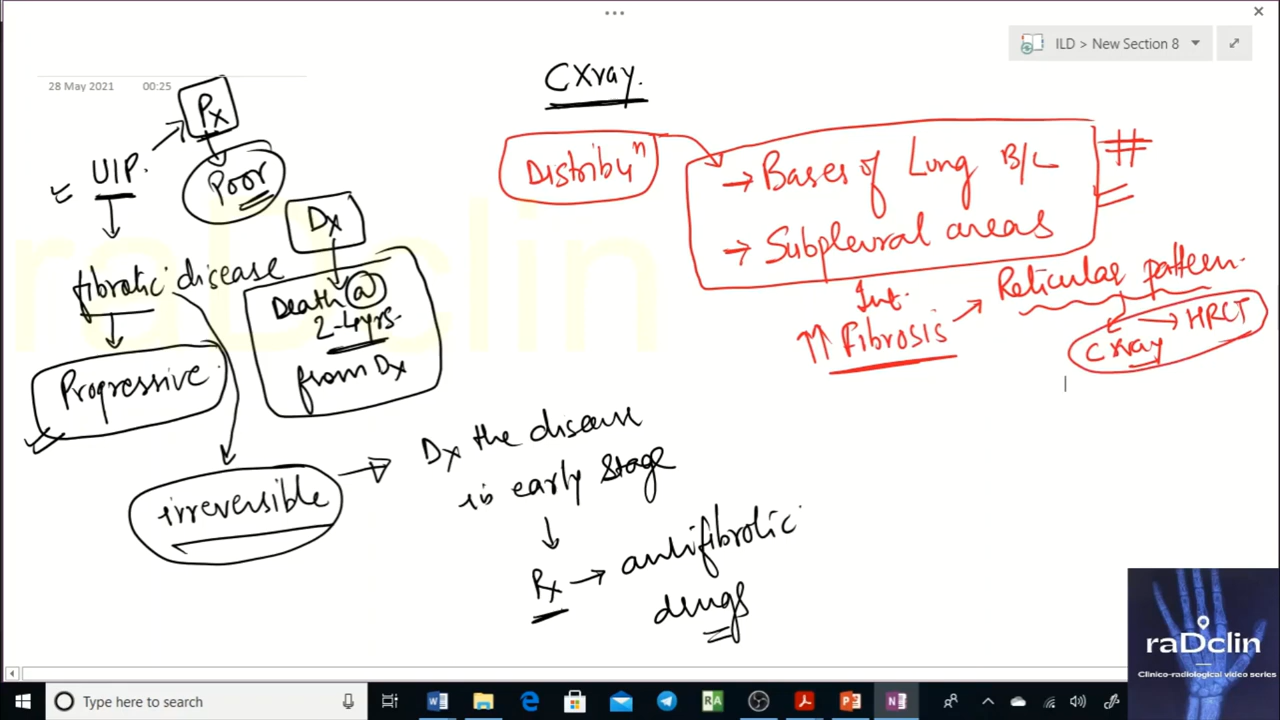 ILD > New Section 8
28 May 2021 00:25
CXray.
Px
UIP.
Poor
Dx
fibrotic disease
Death @
2-4yrs.
from Dx
Progressive
irreversible
Dx the disease
in early stage
Rx → antifibrotic
drugs
Distribuⁿ
→ Bases of Lung B/L
→ Subpleural areas
Int.
↑↑ Fibrosis → Reticular pattern.
→ HRCT
Cxray
raDclin
raDclin
Clinico-radiological video series
Type here to search